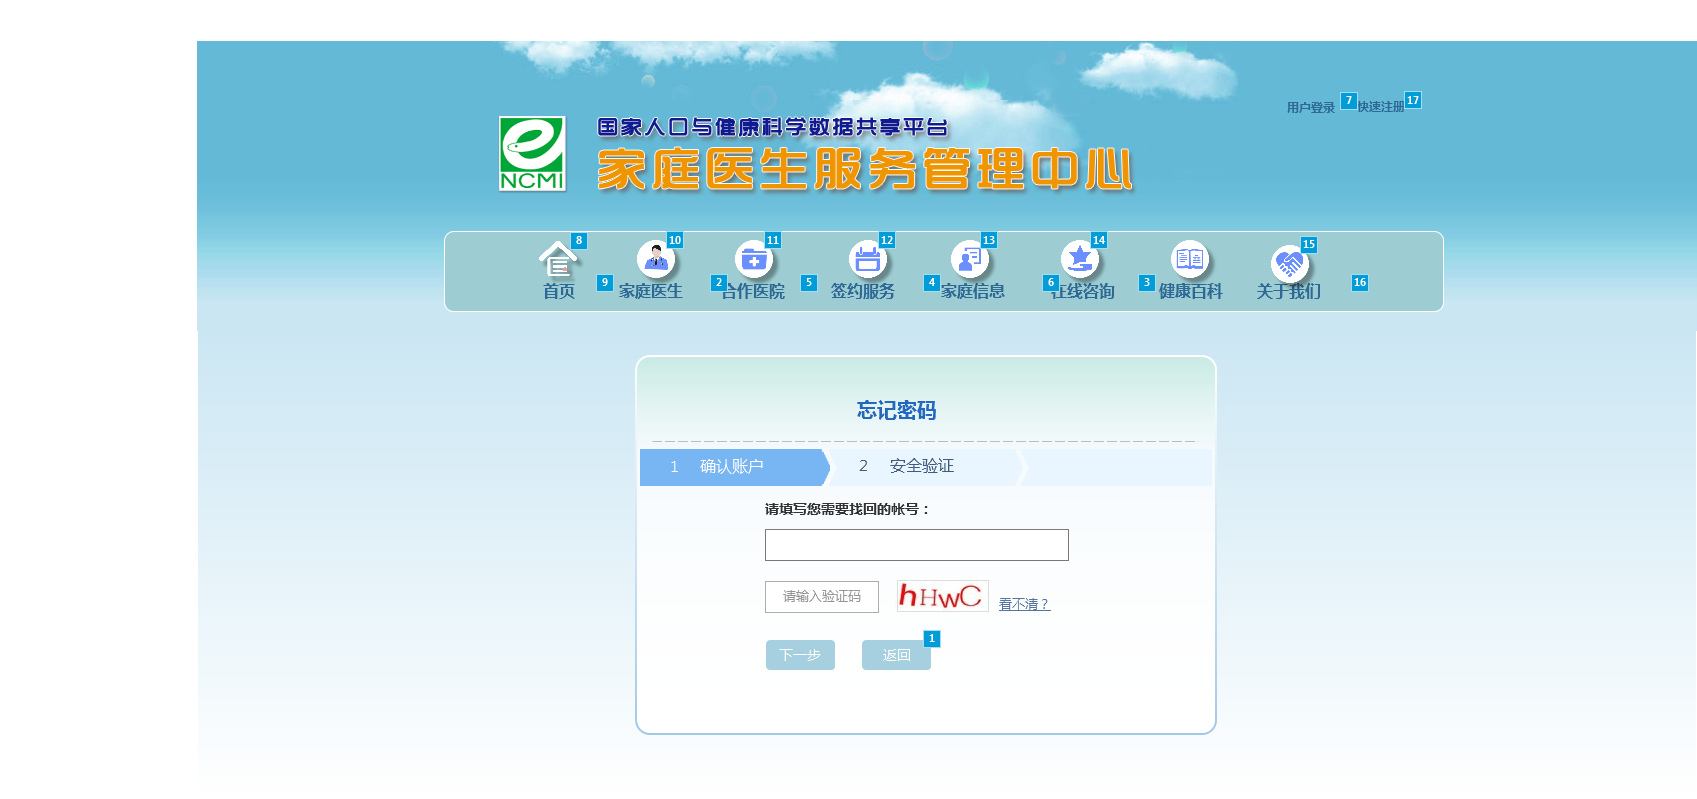 用户登录 7 快速注册 17
国家人口与健康科学数据共享平台
家庭医生服务管理中心
NCMI
8 10 11 12 13 14 15
首页 9 家庭医生 2 合作医院 5 签约服务 4 家庭信息 6 在线咨询 3 健康百科 关于我们 16
忘记密码
1 确认账户 2 安全验证
请填写您需要找回的帐号：
请输入验证码 hHwC 看不清？
下一步 返回 1